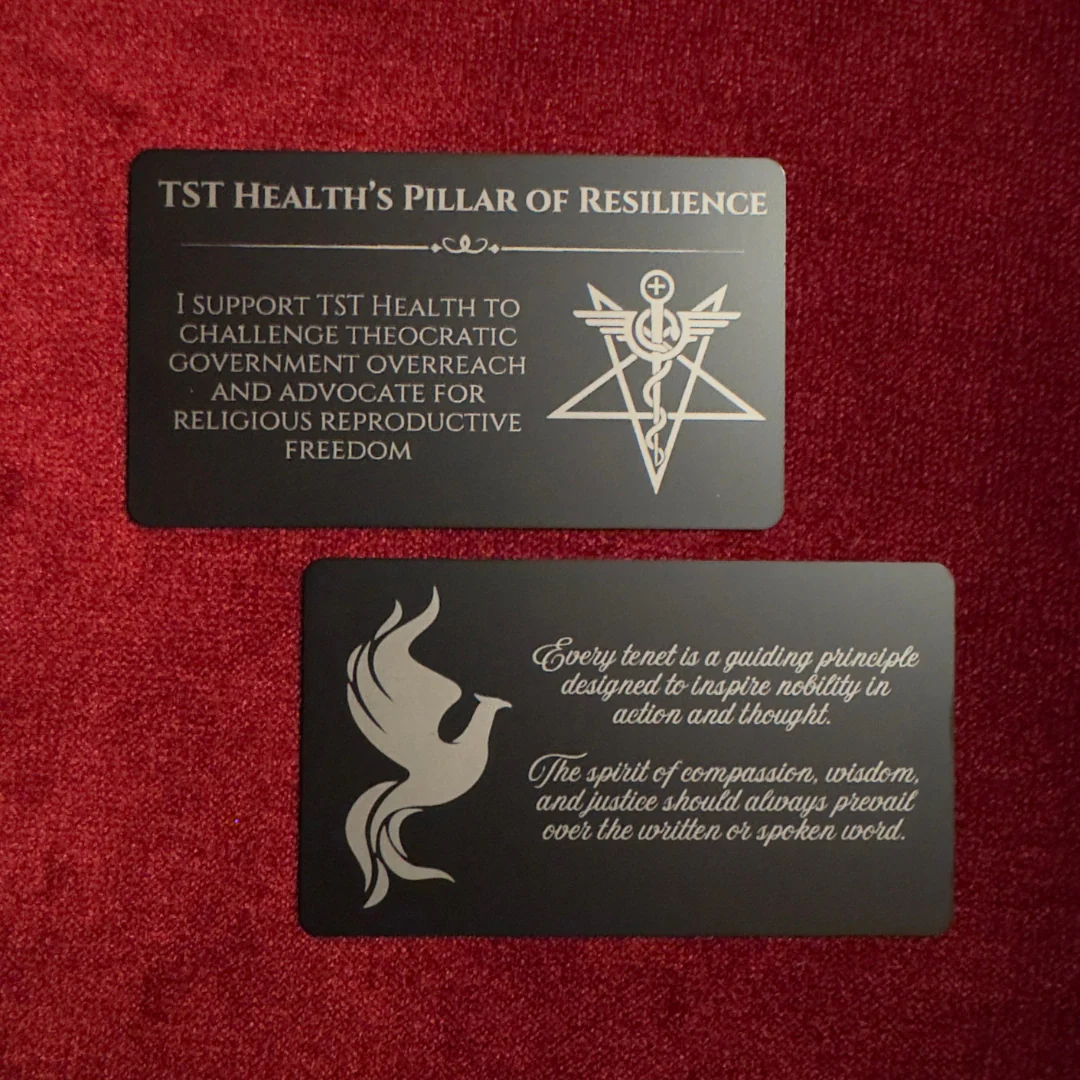 TST Health's Pillar of Resilience
I support TST Health to
challenge theocratic
government overreach
and advocate for
religious reproductive
freedom
Every tenet is a guiding principle
designed to inspire nobility in
action and thought.
The spirit of compassion, wisdom,
and justice should always prevail
over the written or spoken word.